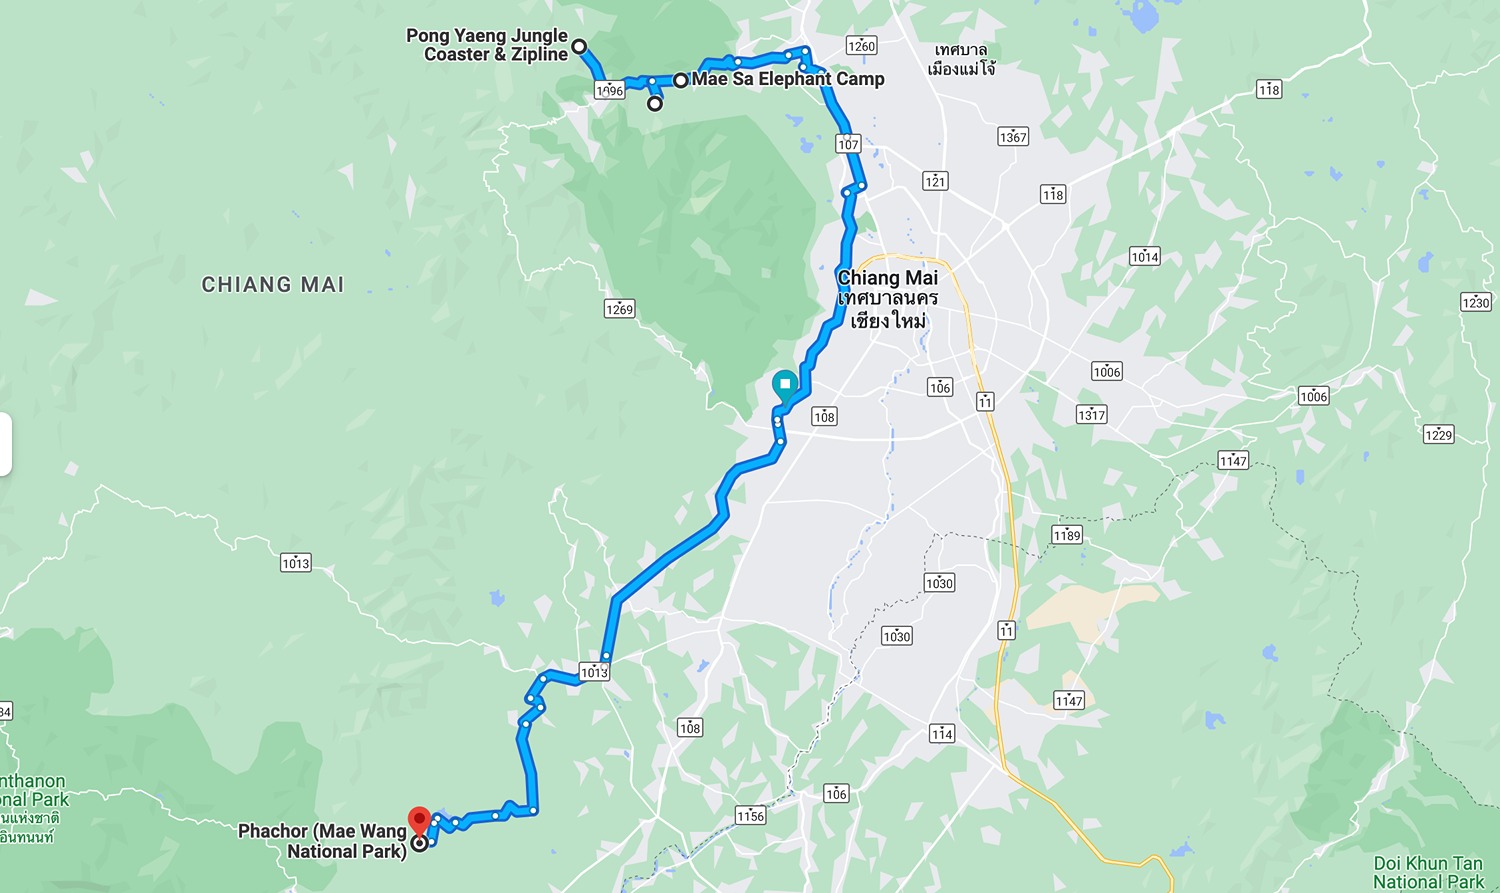 Pong Yaeng Jungle
Coaster & Zipline
1260
เทศบาล
เมืองแม่โจ้
Mae Sa Elephant Camp
1096
118
1367
107
121
118
1014
CHIANG MAI
Chiang Mai
เทศบาลนคร
เชียงใหม่
1269
1230
1006
106
11
1006
108
1317
1229
1147
1013
1189
1030
1030
11
1013
1147
34
108
114
nthanon
onal Park
นแห่งชาติ
อินทนนท์
106
1156
Phachor (Mae Wang
National Park)
Doi Khun Tan
National Park